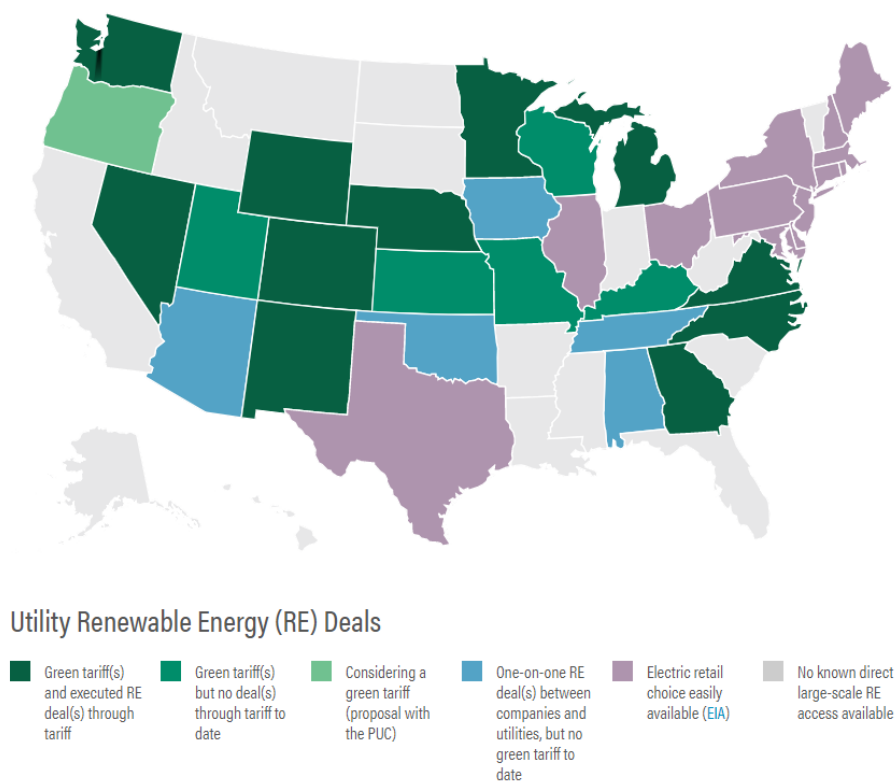 Utility Renewable Energy (RE) Deals
Green tariff(s)
and executed RE
deal(s) through
tariff
Green tariff(s)
but no deal(s)
through tariff to
date
Considering a
green tariff
(proposal with
the PUC)
One-on-one RE
deal(s) between
companies and
utilities, but no
green tariff to
date
Electric retail
choice easily
available (EIA)
No known direct
large-scale RE
access available